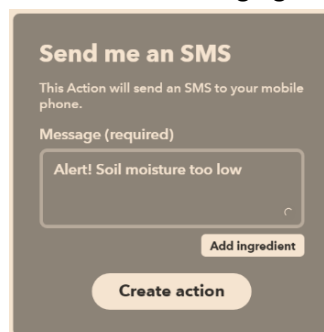 Send me an SMS
This Action will send an SMS to your mobile
phone.
Message (required)
Alert! Soil moisture too low
Add ingredient
Create action